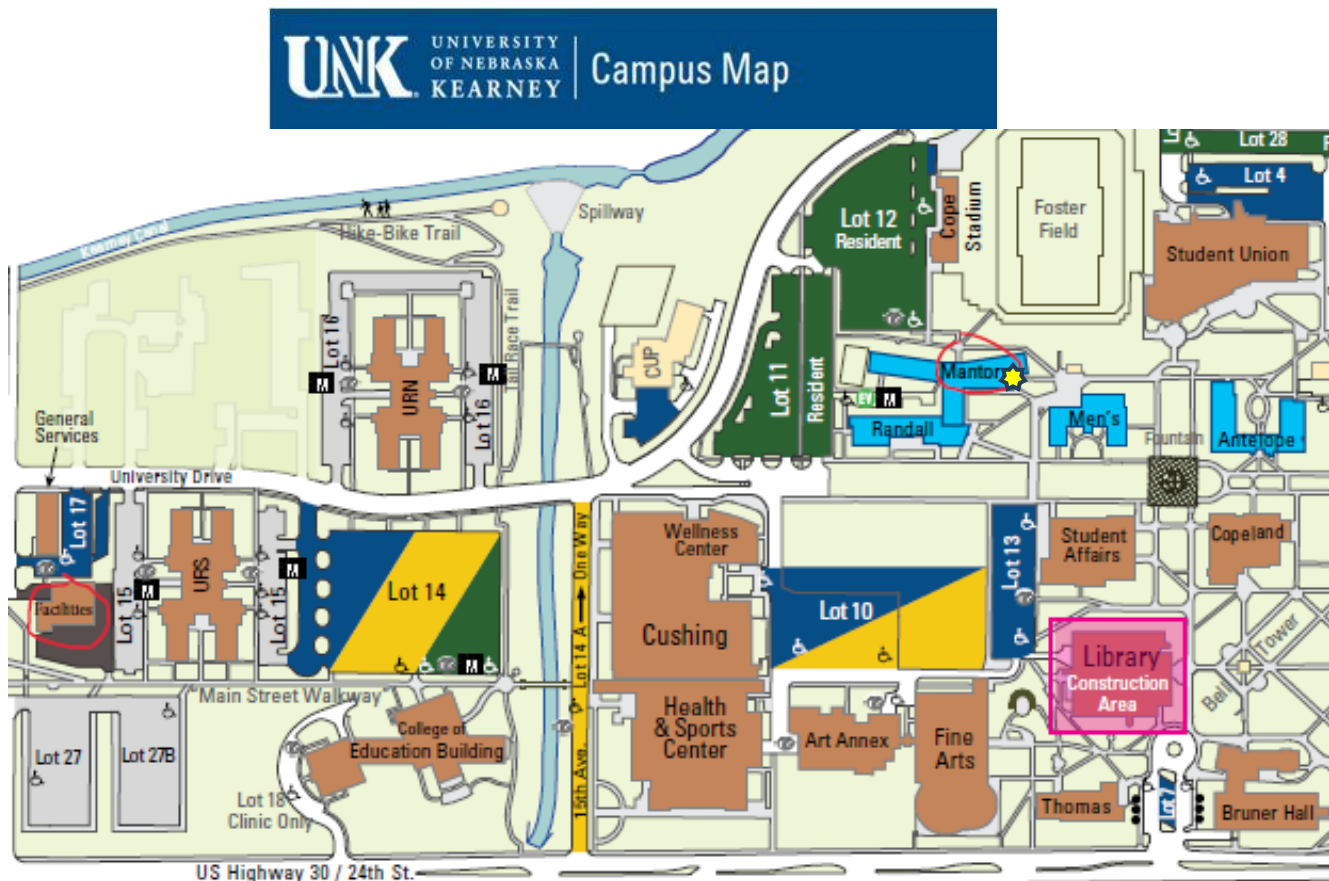 UNK
UNIVERSITY
OF NEBRASKA
KEARNEY
Campus Map
Lot 28
Lot 4
Kearney Canal
Hike-Bike Trail
Spillway
Lot 12
Resident
Cope
Stadium
Foster
Field
Student Union
Lot 16
M
URN
M
Lot 16
CUP
Lot 11
Resident
Mantor
EV
M
Randall
Men's
Fountain
Antelope
General
Services
University Drive
Lot 17
Facilities
Lot 15
M
URS
M
Lot 15
Lot 14
M
Lot 14 A
One Way
15th Ave.
Wellness
Center
Cushing
Health
& Sports
Center
Lot 10
Lot 13
Student
Affairs
Copeland
Library
Construction
Area
Bell
Tower
"Main Street Walkway"
College of
Education Building
Lot 27
Lot 27B
Lot 18
Clinic Only
Art Annex
Fine
Arts
Thomas
Lot 7
Bruner Hall
US Highway 30 / 24th St.